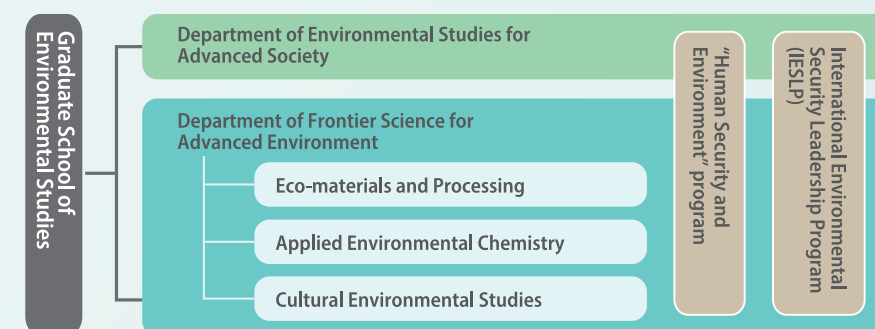 Graduate School of
Environmental Studies
Department of Environmental Studies for
Advanced Society
Department of Frontier Science for
Advanced Environment
Eco-materials and Processing
Applied Environmental Chemistry
Cultural Environmental Studies
“Human Security and
Environment” program
International Environmental
Security Leadership Program
(IESLP)